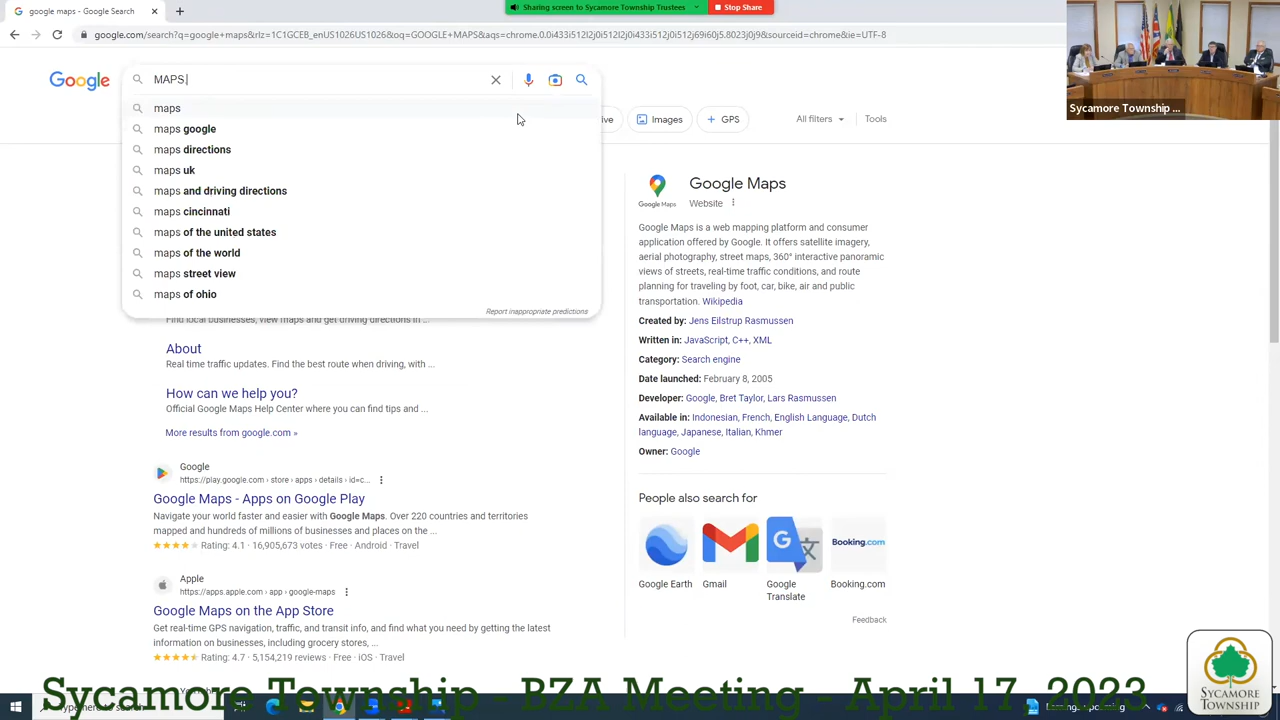 google maps - Google Search
Sharing screen to Sycamore Township Trustees
Stop Share
google.com/search?q=google+maps&rlz=1C1GCEB_enUS1026US1026&oq=GOOGLE+MAPS&aqs=chrome.0.0i433i512l2j0i512l2j0i433i512j0i512j69i60j5.8023j0j9&sourceid=chrome&ie=UTF-8
Google
MAPS.
maps
maps google
maps directions
maps uk
maps and driving directions
maps cincinnati
maps of the united states
maps of the world
maps street view
maps of ohio
Report inappropriate predictions
Images
GPS
All filters
Tools
Sycamore Township ...
Find local businesses, view maps and get driving directions in ...
About
Real time traffic updates. Find the best route when driving, with ...
How can we help you?
Official Google Maps Help Center where you can find tips and ...
More results from google.com »
Google
https://play.google.com › store › apps › details › id=c...
Google Maps - Apps on Google Play
Navigate your world faster and easier with Google Maps. Over 220 countries and territories
mapped and hundreds of millions of businesses and places on the ...
Rating: 4.1 · 16,905,673 votes · Free · Android · Travel
Apple
https://apps.apple.com › app › google-maps
Google Maps on the App Store
Get real-time GPS navigation, traffic, and transit info, and find what you need by getting the latest
information on businesses, including grocery stores, ...
Rating: 4.7 · 5,154,219 reviews · Free · iOS · Travel
Google Maps
Google Maps
Website
Google Maps is a web mapping platform and consumer
application offered by Google. It offers satellite imagery,
aerial photography, street maps, 360° interactive panoramic
views of streets, real-time traffic conditions, and route
planning for traveling by foot, car, bike, air and public
transportation. Wikipedia
Created by: Jens Eilstrup Rasmussen
Written in: JavaScript, C++, XML
Category: Search engine
Date launched: February 8, 2005
Developer: Google, Bret Taylor, Lars Rasmussen
Available in: Indonesian, French, English Language, Dutch
language, Japanese, Italian, Khmer
Owner: Google
People also search for
Booking.com
Google Earth
Gmail
Google
Translate
Booking.com
Feedback
Sycamore Township - BZA Meeting - April 17, 2023
SYCAMORE
TOWNSHIP